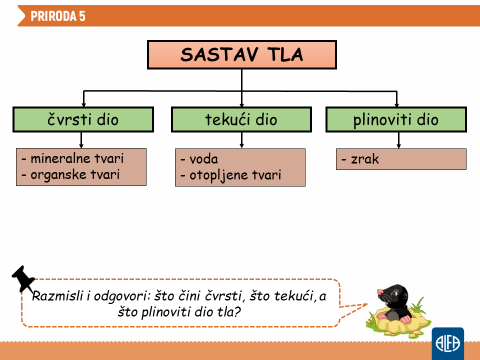 PRIRODA 5
SASTAV TLA
čvrsti dio
tekući dio
plinoviti dio
- mineralne tvari
- organske tvari
- voda
- otopljene tvari
- zrak
Razmisli i odgovori: što čini čvrsti, što tekući, a
što plinoviti dio tla?
ALFA